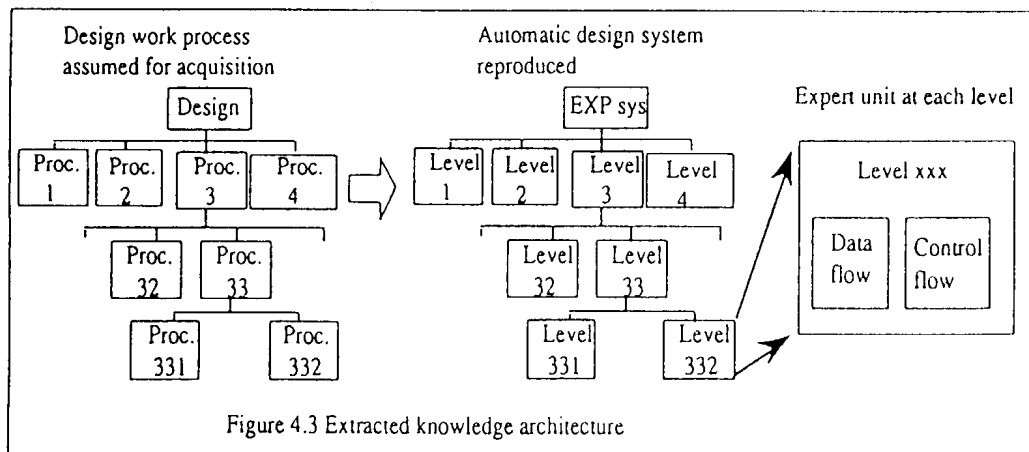 Design work process
assumed for acquisition
Design
Proc.
1
Proc.
2
Proc.
3
Proc.
4
Proc.
32
Proc.
33
Proc.
331
Proc.
332
Automatic design system
reproduced
EXP sys
Level
1
Level
2
Level
3
Level
4
Level
32
Level
33
Level
331
Level
332
Expert unit at each level
Level xxx
Data
flow
Control
flow
Figure 4.3 Extracted knowledge architecture